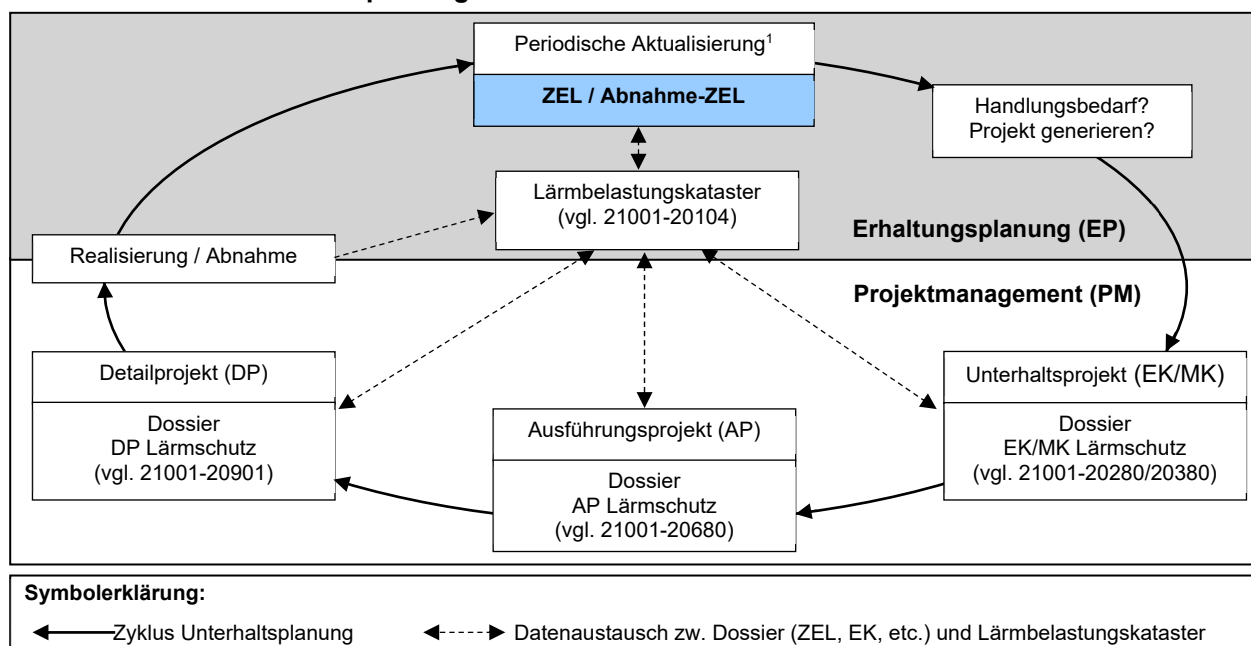 Periodische Aktualisierung¹
ZEL / Abnahme-ZEL
Handlungsbedarf?
Projekt generieren?
Lärmbelastungskataster
(vgl. 21001-20104)
Erhaltungsplanung (EP)
Realisierung / Abnahme
Projektmanagement (PM)
Detailprojekt (DP)
Dossier
DP Lärmschutz
(vgl. 21001-20901)
Ausführungsprojekt (AP)
Dossier
AP Lärmschutz
(vgl. 21001-20680)
Unterhaltsprojekt (EK/MK)
Dossier
EK/MK Lärmschutz
(vgl. 21001-20280/20380)
Symbolerklärung:
Zyklus Unterhaltsplanung
Datenaustausch zw. Dossier (ZEL, EK, etc.) und Lärmbelastungskataster